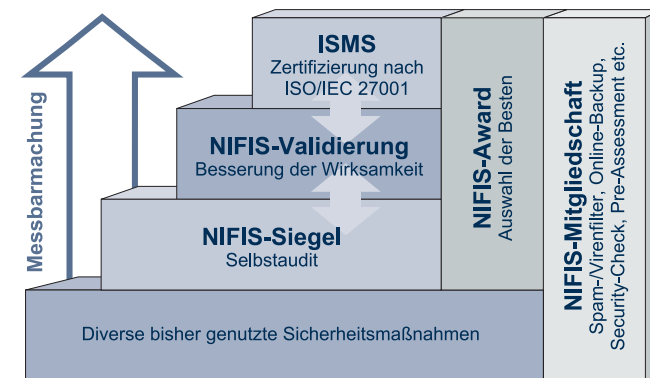 ISMS
Zertifizierung nach
ISO/IEC 27001
NIFIS-Validierung
Besserung der Wirksamkeit
NIFIS-Siegel
Selbstaudit
Diverse bisher genutzte Sicherheitsmaßnahmen
Messbarmachung
NIFIS-Award
Auswahl der Besten
NIFIS-Mitgliedschaft
Spam-/Virenfilter, Online-Backup,
Security-Check, Pre-Assessment etc.